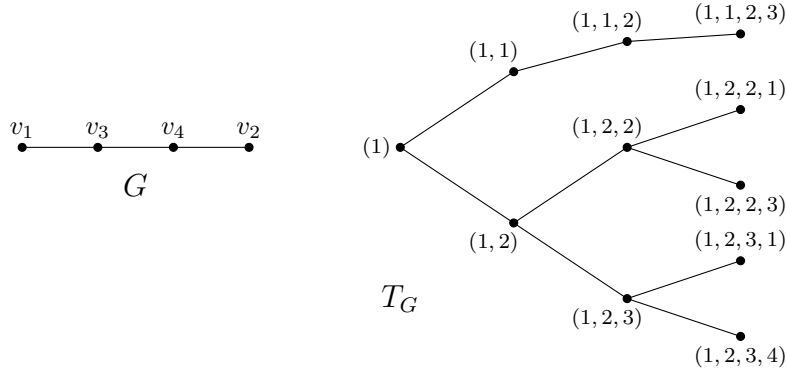 v₁ v₃ v₄ v₂
G
(1)
(1, 1)
(1, 2)
(1, 1, 2)
(1, 2, 2)
(1, 2, 3)
(1, 1, 2, 3)
(1, 2, 2, 1)
(1, 2, 2, 3)
(1, 2, 3, 1)
(1, 2, 3, 4)
T_G